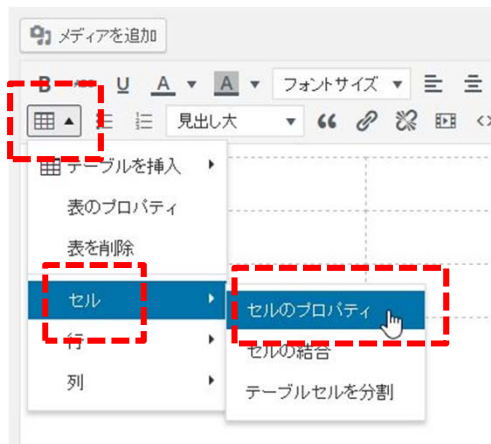 メディアを追加
B ABC U A A フォントサイズ
見出し大
テーブルを挿入
表のプロパティ
表を削除
セル
セルのプロパティ
行
セルの結合
列
テーブルセルを分割